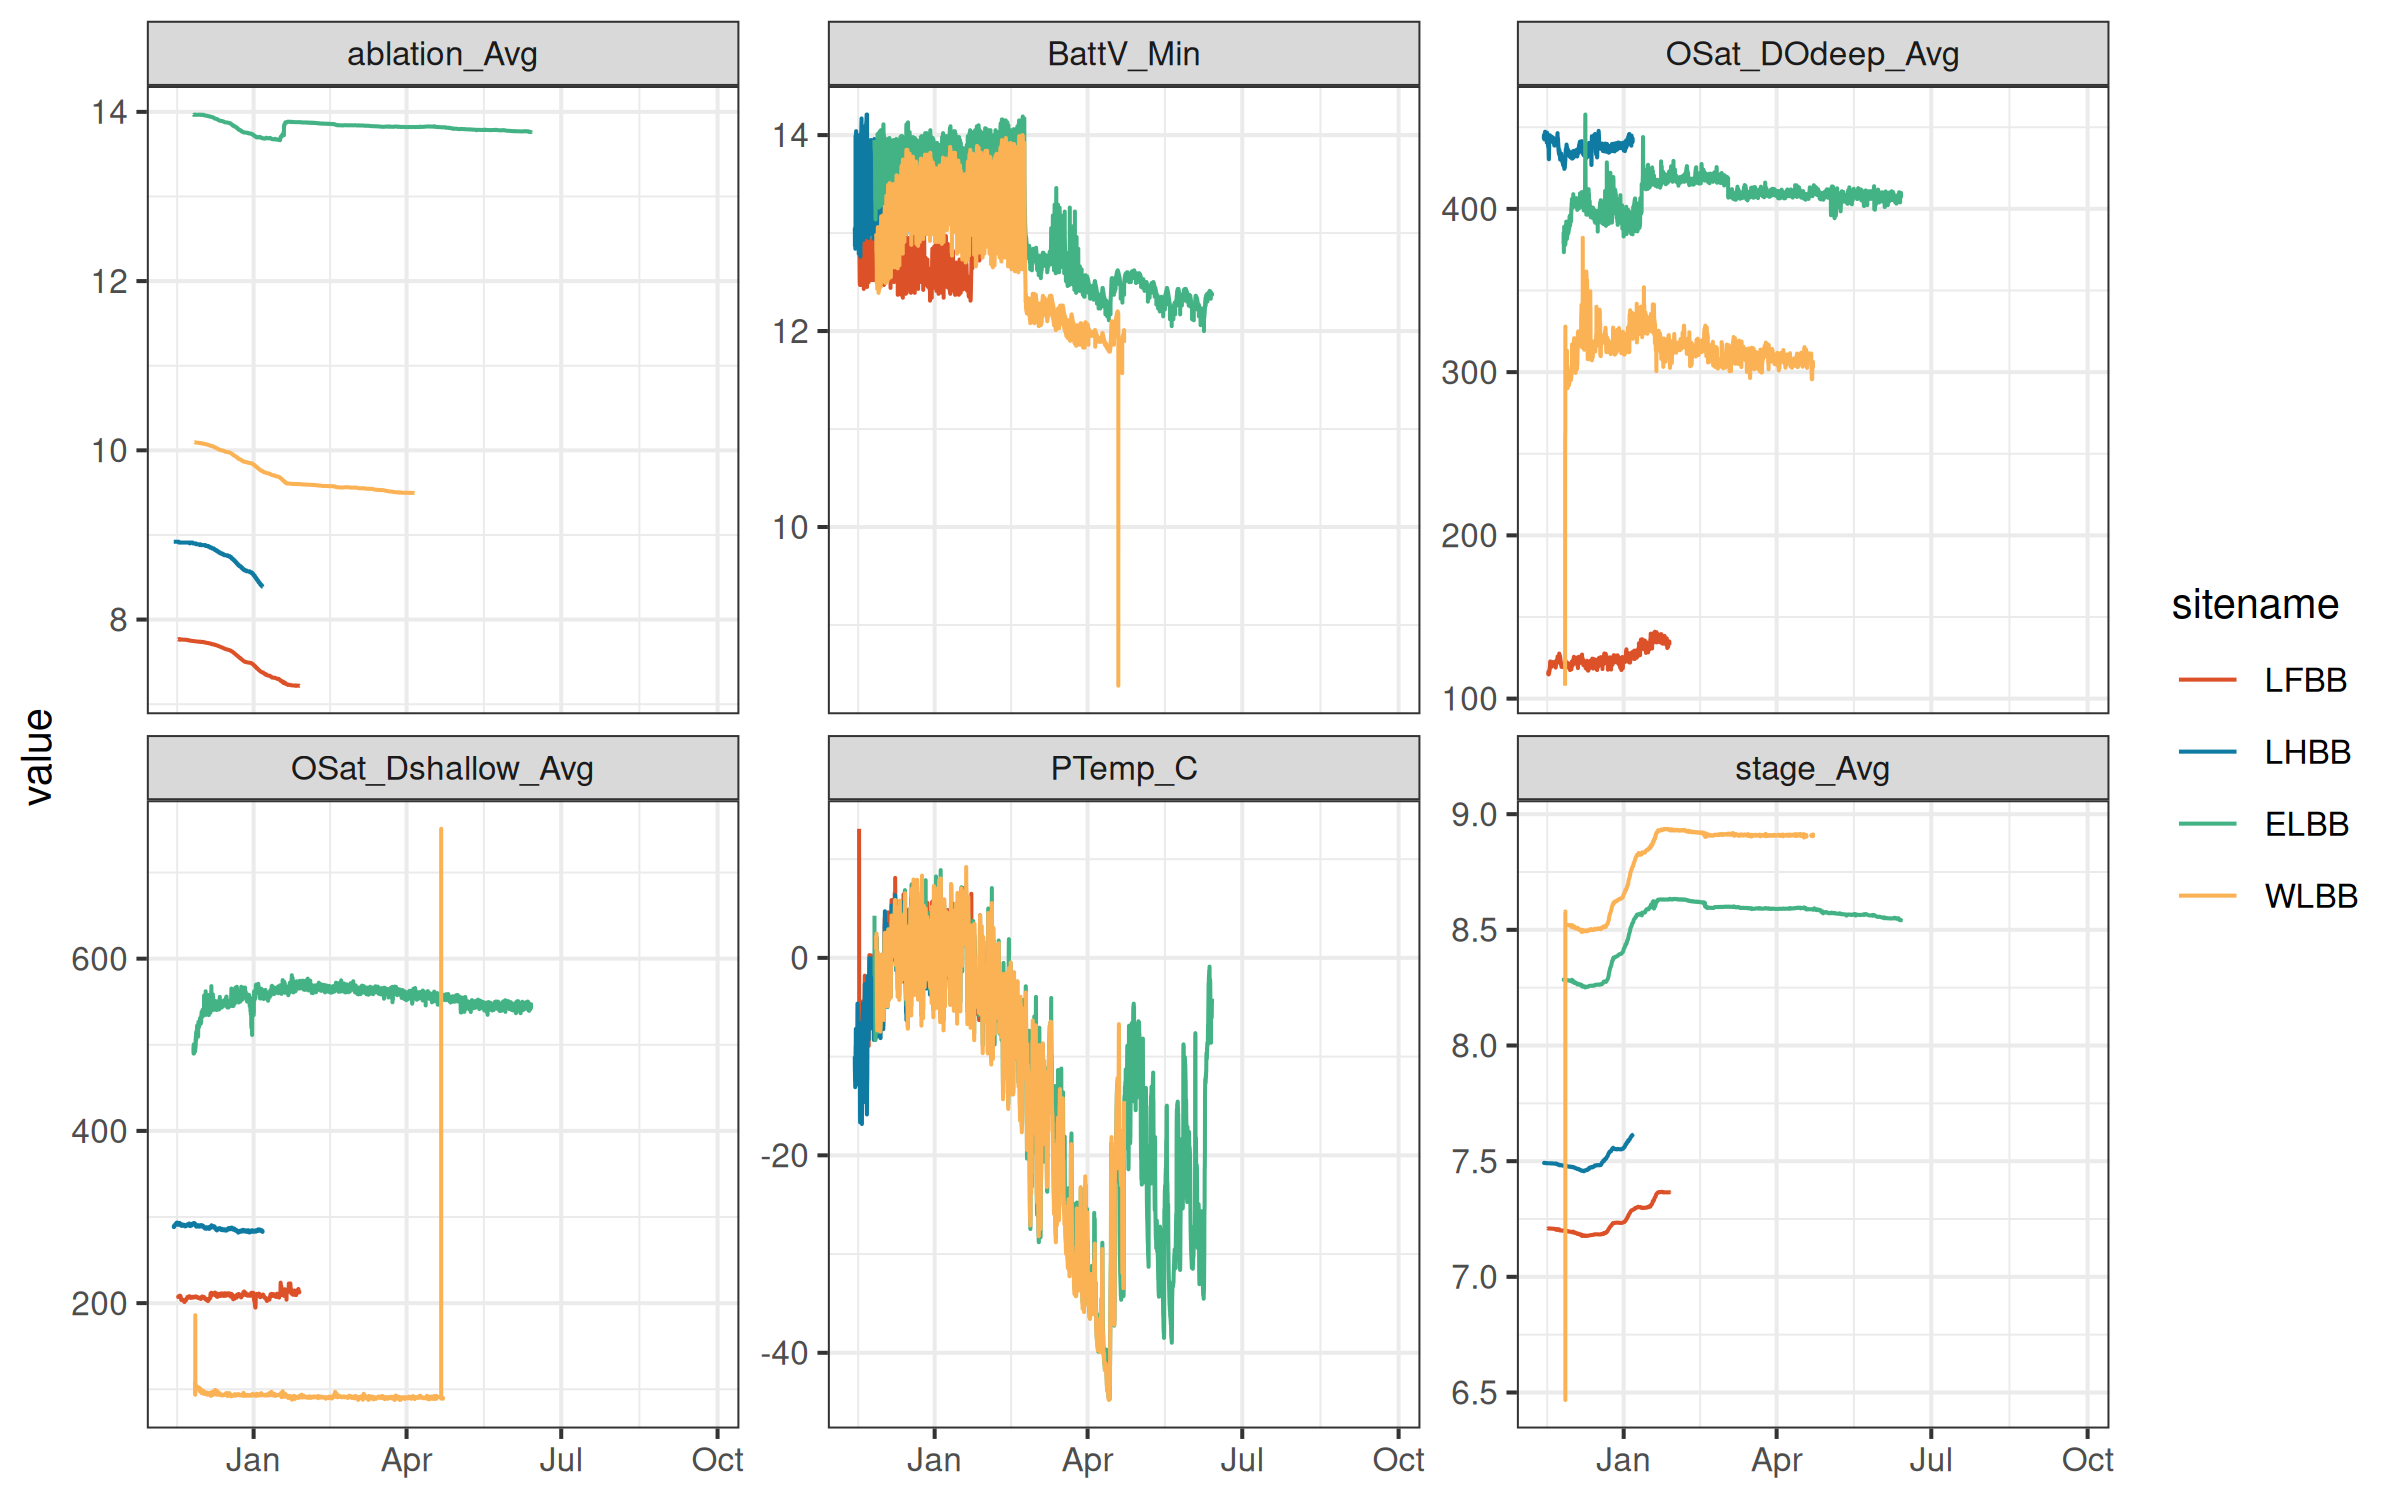 ablation_Avg
BattV_Min
OSat_DOdeep_Avg
14
12
10
8
14
12
10
400
300
200
100
value
OSat_Dshallow_Avg
PTemp_C
stage_Avg
600
400
200
0
-20
-40
9.0
8.5
8.0
7.5
7.0
6.5
Jan Apr Jul Oct
Jan Apr Jul Oct
Jan Apr Jul Oct
sitename
LFBB
LHBB
ELBB
WLBB